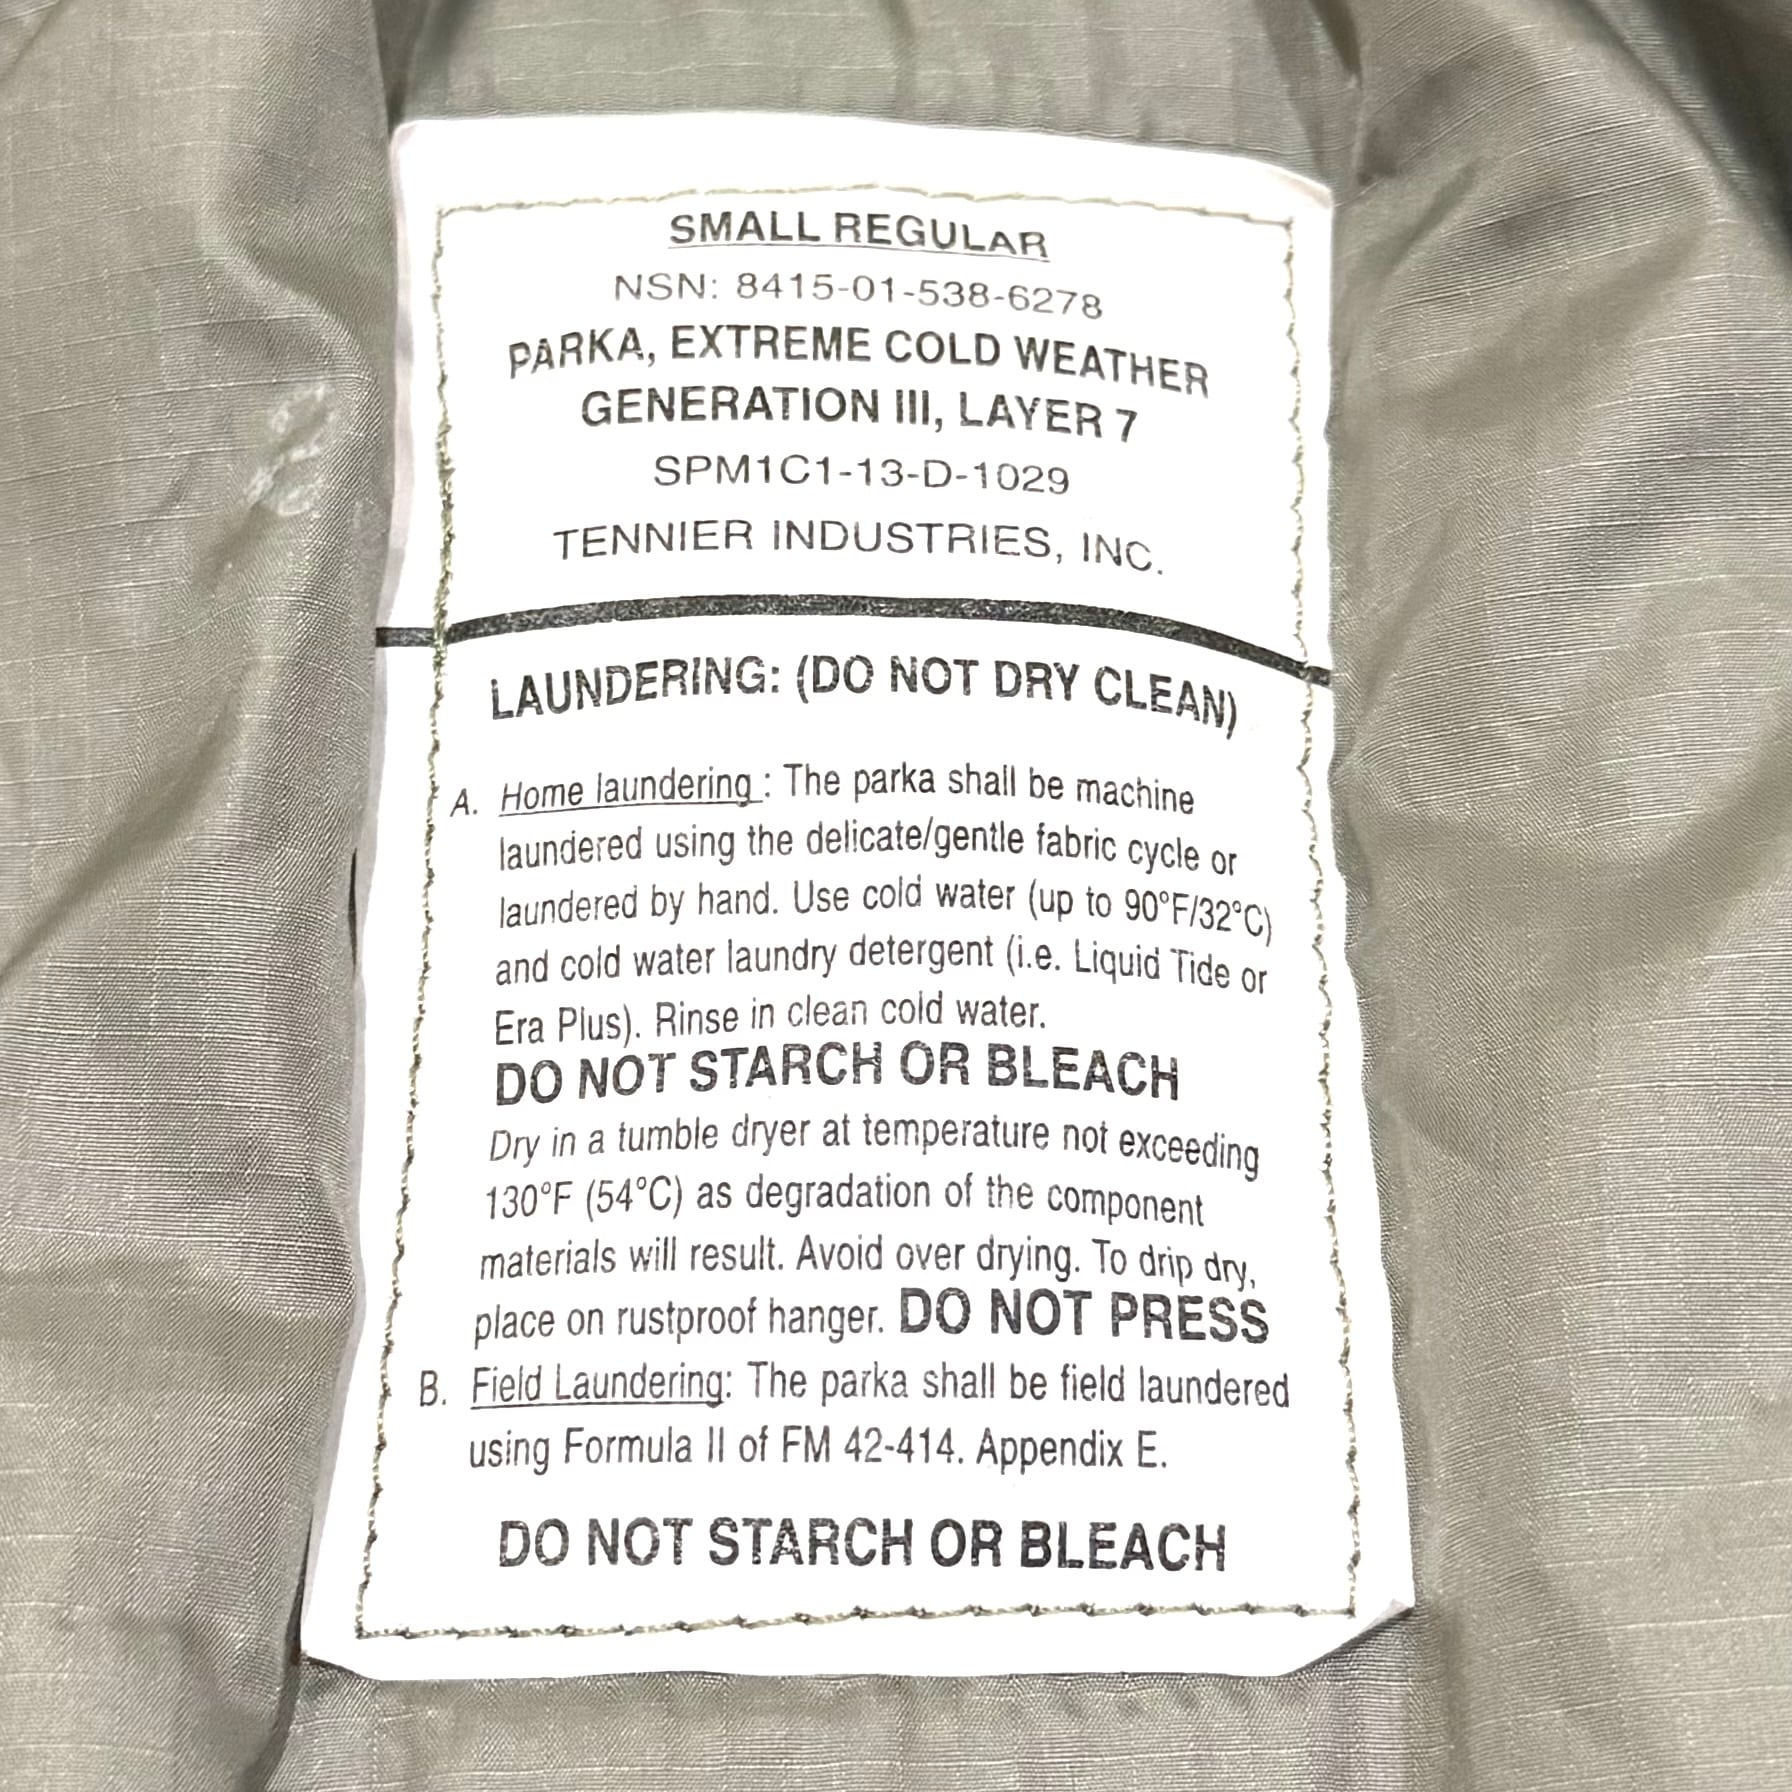 SMALL REGULAR
NSN: 8415-01-538-6278
PARKA, EXTREME COLD WEATHER
GENERATION III, LAYER 7
SPM1C1-13-D-1029
TENNIER INDUSTRIES, INC.
LAUNDERING: (DO NOT DRY CLEAN)
A. Home laundering : The parka shall be machine
laundered using the delicate/gentle fabric cycle or
laundered by hand. Use cold water (up to 90°F/32°C)
and cold water laundry detergent (i.e. Liquid Tide or
Era Plus). Rinse in clean cold water.
DO NOT STARCH OR BLEACH
Dry in a tumble dryer at temperature not exceeding
130°F (54°C) as degradation of the component
materials will result. Avoid over drying. To drip dry,
place on rustproof hanger. DO NOT PRESS
B. Field Laundering: The parka shall be field laundered
using Formula II of FM 42-414. Appendix E.
DO NOT STARCH OR BLEACH